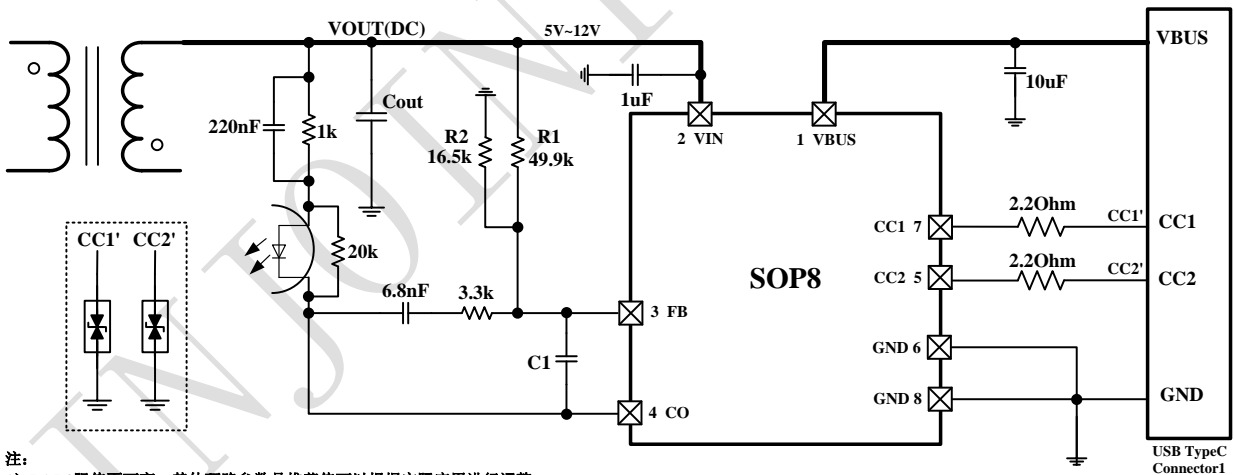 VOUT(DC)
5V~12V
VBUS
220nF
1k
Cout
1uF
10uF
R2
16.5k
R1
49.9k
2 VIN
1 VBUS
CC1' CC2'
20k
6.8nF
3.3k
3 FB
C1
4 CO
SOP8
CC1 7
2.2Ohm
CC1'
CC1
CC2 5
2.2Ohm
CC2'
CC2
GND 6
GND 8
GND
USB TypeC
Connector1
注:
INJOINI